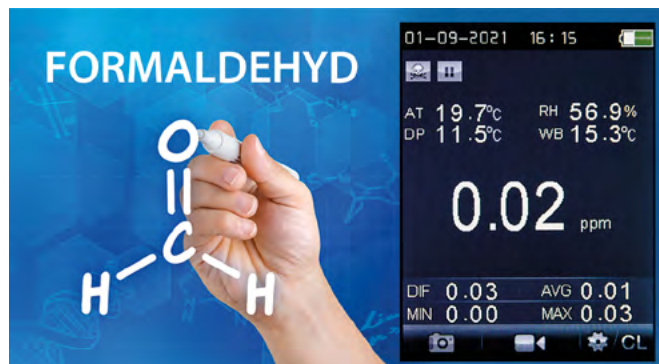 FORMALDEHYD
O
C
H H
01-09-2021 16:15
AT 19.7°C RH 56.9%
DP 11.5°C WB 15.3°C
0.02 ppm
DIF 0.03 AVG 0.01
MIN 0.00 MAX 0.03
CL